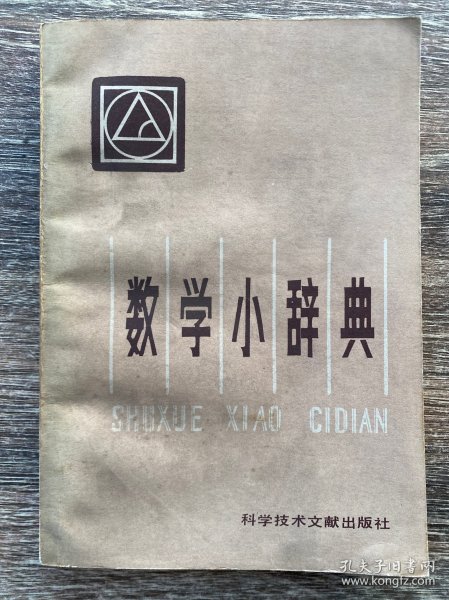 数学小辞典
SHUXUE XIAO CIDIAN
科学技术文献出版社
孔夫子旧书网
www.kongfz.com